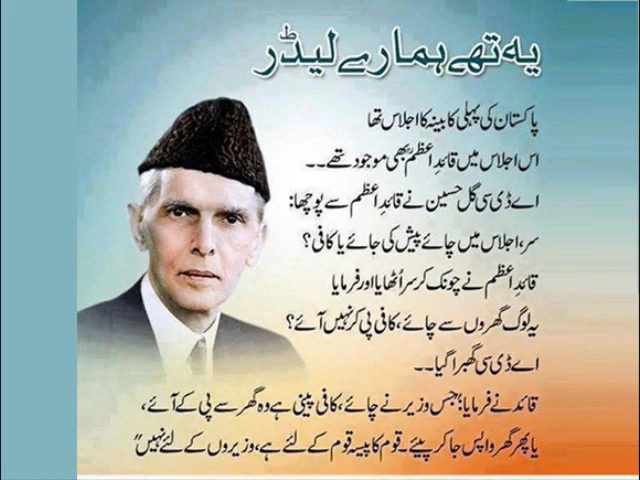 یہ تھے ہمارے لیڈر
پاکستان کی پہلی کابینہ کا اجلاس تھا
اس اجلاس میں قائدِاعظمؒ بھی موجود تھے۔۔
اے ڈی سی گل حسین نے قائدِاعظم سے پوچھا:
سر، اجلاس میں چائے پیش کی جائے یا کافی؟
قائدِاعظم نے چونک کر سر اُٹھایا اور فرمایا
یہ لوگ گھروں سے چائے، کافی پی کر نہیں آئے؟
اے ڈی سی گھبرا گیا۔۔
قائد نے فرمایا؛ "جس وزیر نے چائے، کافی پینی ہے وہ گھر سے پی کے آئے،
یا پھر گھر واپس جا کر پیئے۔ قوم کا پیسہ قوم کے لئے ہے، وزیروں کے لئے نہیں"